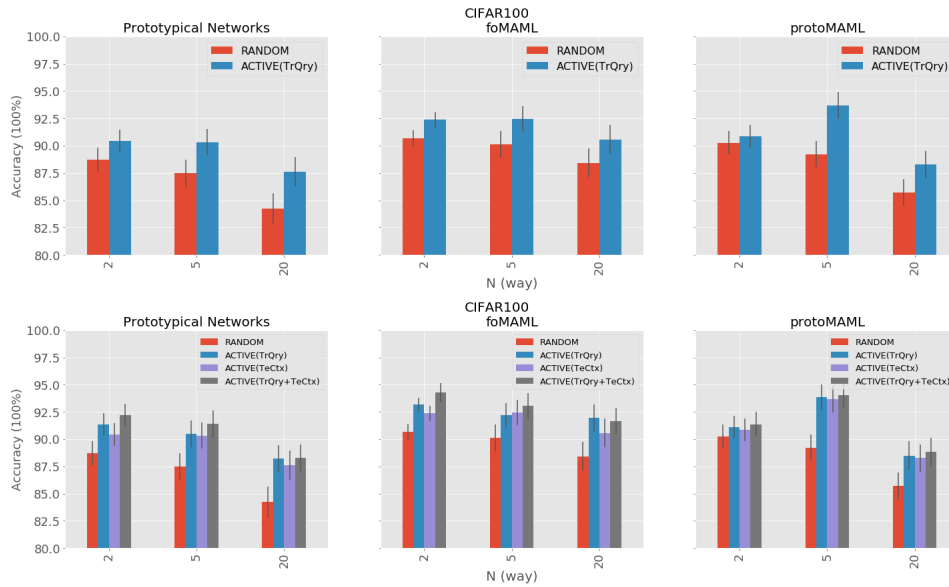 CIFAR100
Prototypical Networks
foMAML
protoMAML
Accuracy (100%)
100.0
97.5
95.0
92.5
90.0
87.5
85.0
82.5
80.0
RANDOM
ACTIVE(TrQry)
RANDOM
ACTIVE(TrQry)
RANDOM
ACTIVE(TrQry)
2
5
20
2
5
20
2
5
20
N (way)
CIFAR100
Prototypical Networks
foMAML
protoMAML
Accuracy (100%)
100.0
97.5
95.0
92.5
90.0
87.5
85.0
82.5
80.0
RANDOM
ACTIVE(TrQry)
ACTIVE(TeCtx)
ACTIVE(TrQry+TeCtx)
RANDOM
ACTIVE(TrQry)
ACTIVE(TeCtx)
ACTIVE(TrQry+TeCtx)
RANDOM
ACTIVE(TrQry)
ACTIVE(TeCtx)
ACTIVE(TrQry+TeCtx)
2
5
20
2
5
20
2
5
20
N (way)